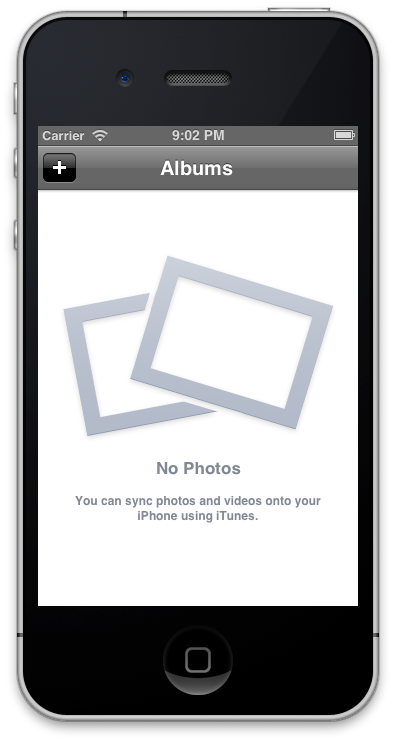 Carrier 9:02 PM
Albums
No Photos
You can sync photos and videos onto your
iPhone using iTunes.